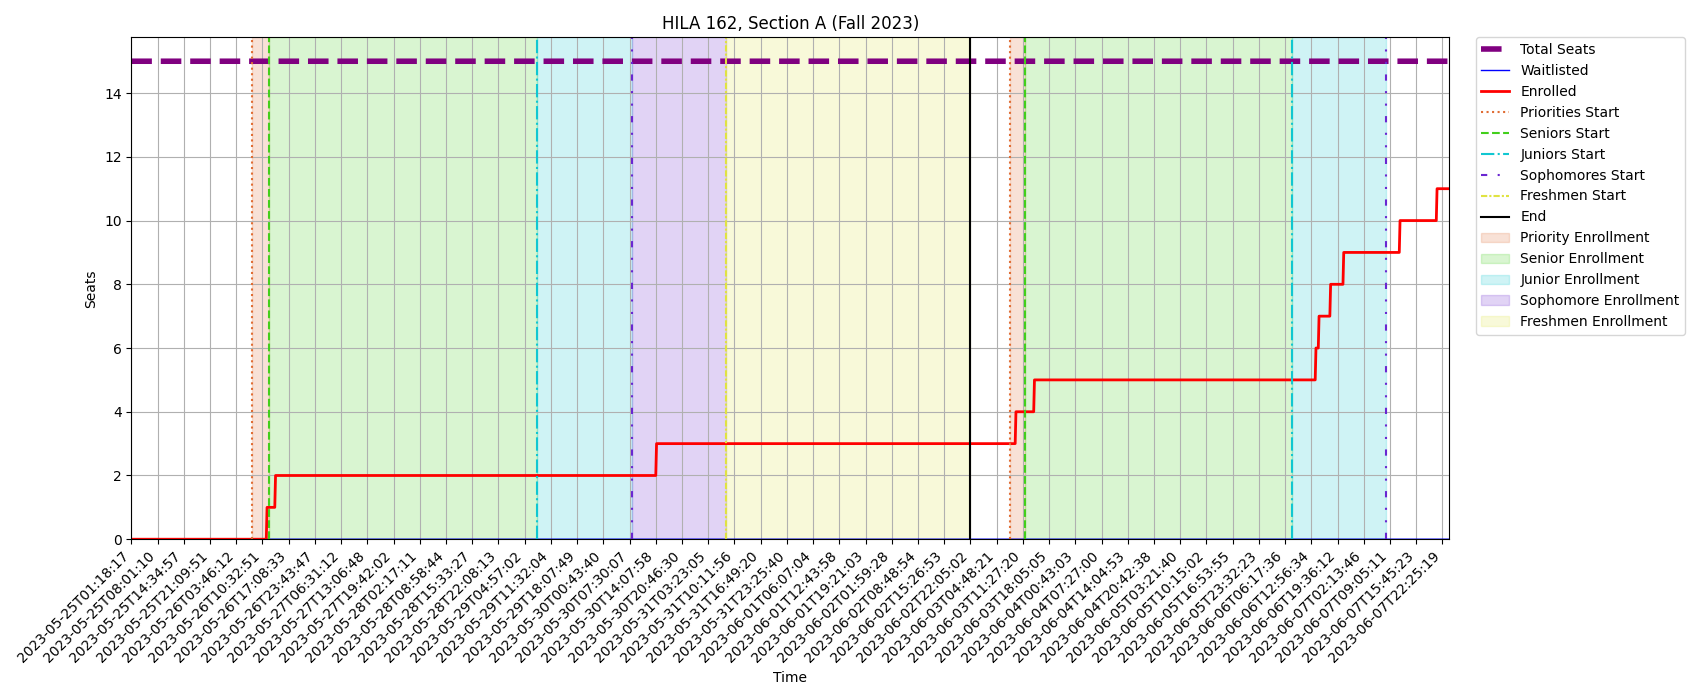 HILA 162, Section A (Fall 2023)
Seats
14
12
10
8
6
4
2
0
2023-05-25T01:18:17
2023-05-25T08:01:10
2023-05-25T14:34:57
2023-05-25T21:09:51
2023-05-26T03:46:12
2023-05-26T10:32:51
2023-05-26T17:08:33
2023-05-26T23:43:47
2023-05-27T06:31:12
2023-05-27T13:06:48
2023-05-27T19:42:02
2023-05-28T02:17:11
2023-05-28T08:58:44
2023-05-28T15:33:27
2023-05-28T22:08:13
2023-05-29T04:57:02
2023-05-29T11:32:04
2023-05-29T18:07:49
2023-05-30T00:43:40
2023-05-30T07:30:07
2023-05-30T14:07:58
2023-05-30T20:46:30
2023-05-31T03:23:05
2023-05-31T10:11:56
2023-05-31T16:49:20
2023-05-31T23:25:40
2023-06-01T06:07:04
2023-06-01T12:43:58
2023-06-01T19:21:03
2023-06-02T01:59:28
2023-06-02T08:48:54
2023-06-02T15:26:53
2023-06-02T22:05:02
2023-06-03T04:48:21
2023-06-03T11:27:20
2023-06-03T18:05:05
2023-06-04T00:43:03
2023-06-04T07:27:00
2023-06-04T14:04:53
2023-06-04T20:42:38
2023-06-05T03:21:40
2023-06-05T10:15:02
2023-06-05T16:53:55
2023-06-05T23:32:23
2023-06-06T06:17:36
2023-06-06T12:56:34
2023-06-06T19:36:12
2023-06-07T02:13:46
2023-06-07T09:05:11
2023-06-07T15:45:23
2023-06-07T22:25:19
Time
Total Seats
Waitlisted
Enrolled
Priorities Start
Seniors Start
Juniors Start
Sophomores Start
Freshmen Start
End
Priority Enrollment
Senior Enrollment
Junior Enrollment
Sophomore Enrollment
Freshmen Enrollment